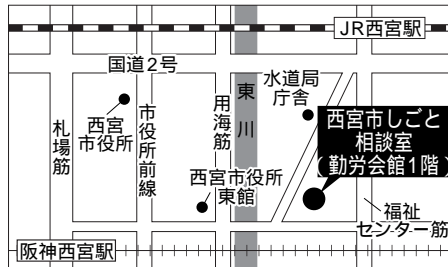 JR西宮駅
国道2号
水道局
庁舎
東川
用海筋
市役所前線
札場筋
西宮
市役所
西宮市しごと
相談室
(勤労会館1階)
西宮市役所
東館
福祉
センター筋
阪神西宮駅